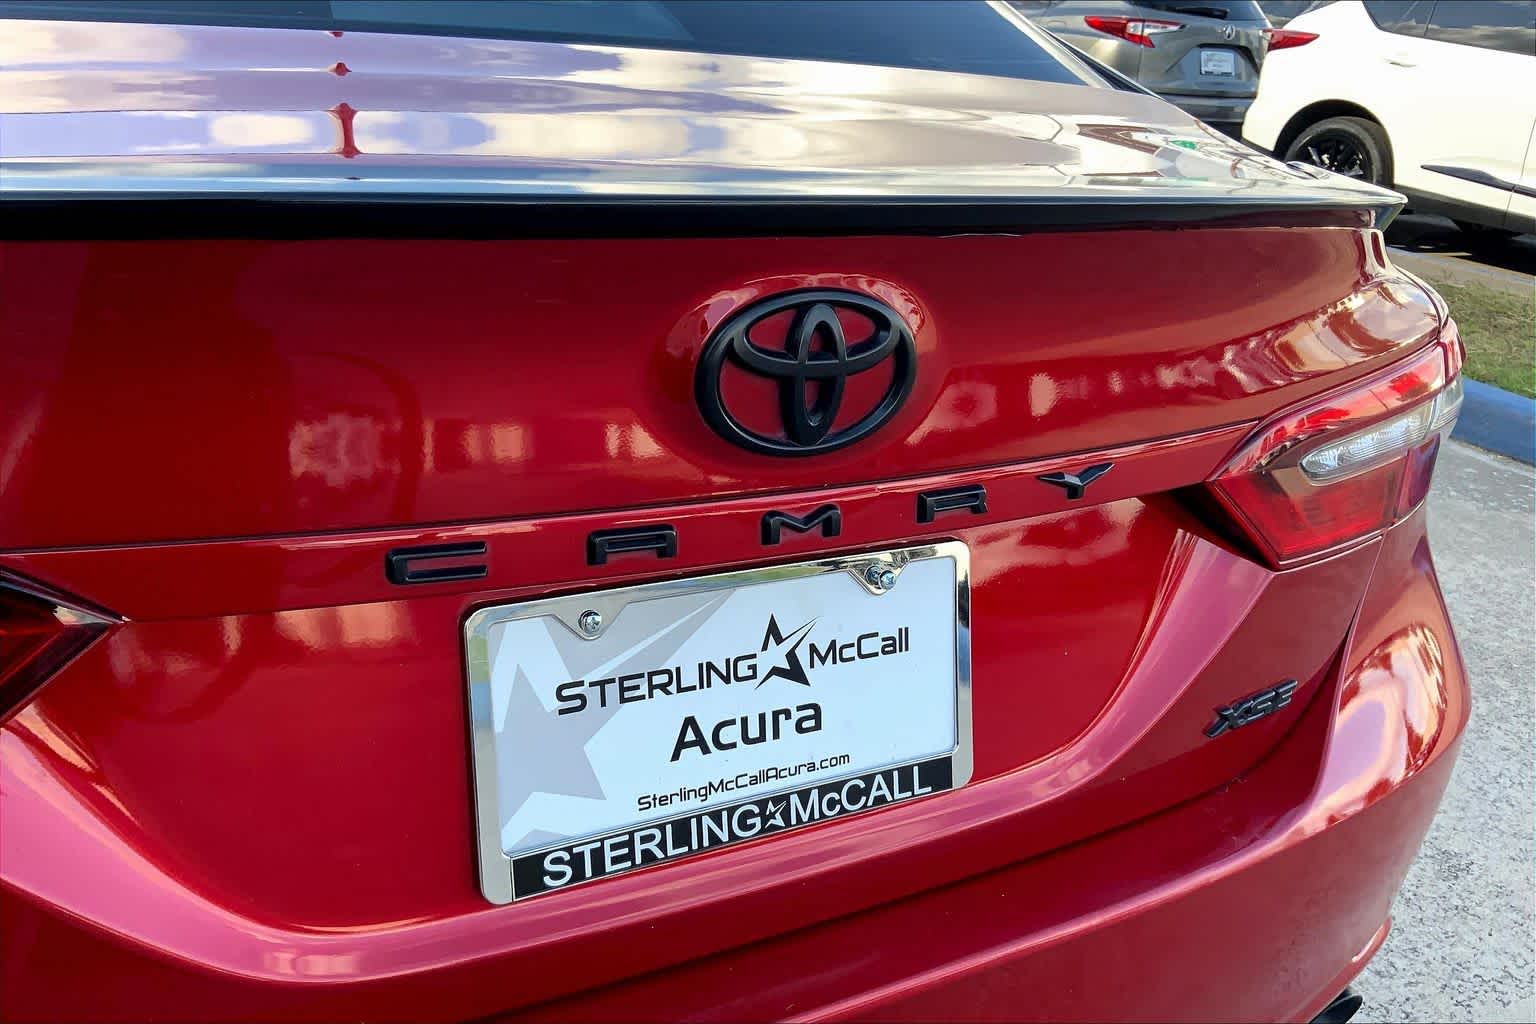 CAMRY
STERLING McCall
Acura
SterlingMcCallAcura.com
STERLING McCALL
XSE